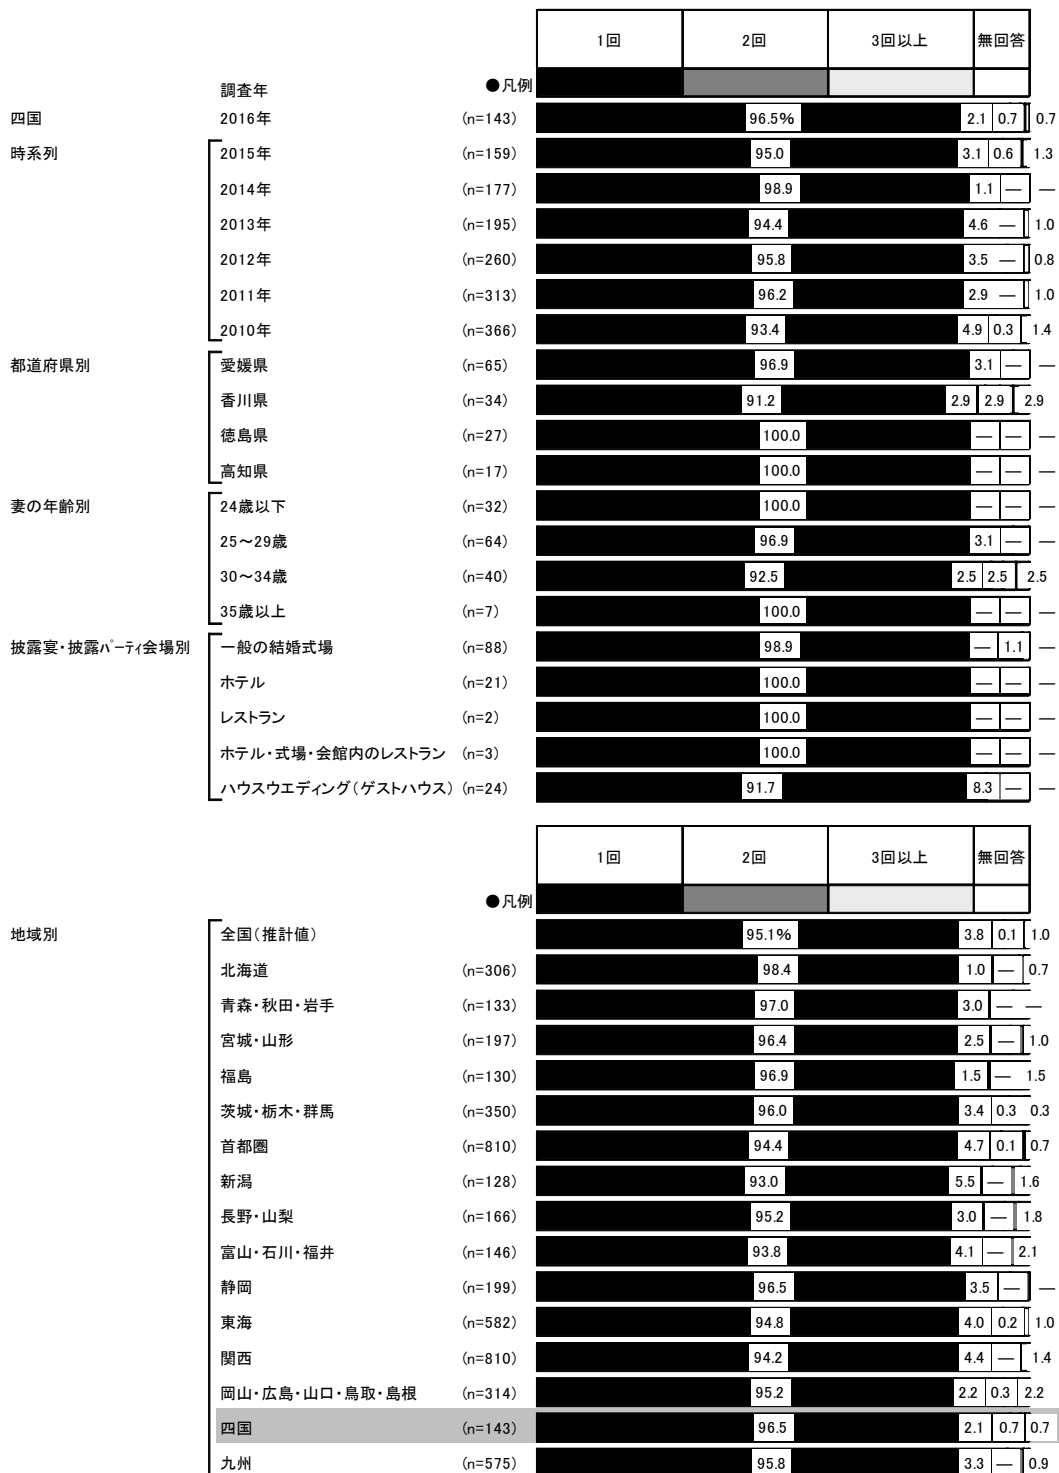 1回 2回 3回以上 無回答
調査年 ●凡例
四国 2016年 (n=143) 96.5% 2.1 0.7 0.7
時系列 2015年 (n=159) 95.0 3.1 0.6 1.3
2014年 (n=177) 98.9 1.1 — —
2013年 (n=195) 94.4 4.6 — 1.0
2012年 (n=260) 95.8 3.5 — 0.8
2011年 (n=313) 96.2 2.9 — 1.0
2010年 (n=366) 93.4 4.9 0.3 1.4
都道府県別 愛媛県 (n=65) 96.9 3.1 — —
香川県 (n=34) 91.2 2.9 2.9 2.9
徳島県 (n=27) 100.0 — — —
高知県 (n=17) 100.0 — — —
妻の年齢別 24歳以下 (n=32) 100.0 — — —
25～29歳 (n=64) 96.9 3.1 — —
30～34歳 (n=40) 92.5 2.5 2.5 2.5
35歳以上 (n=7) 100.0 — — —
披露宴・披露ﾊﾟｰﾃｨ会場別 一般の結婚式場 (n=88) 98.9 — 1.1 —
ホテル (n=21) 100.0 — — —
レストラン (n=2) 100.0 — — —
ホテル・式場・会館内のレストラン (n=3) 100.0 — — —
ハウスウエディング(ゲストハウス) (n=24) 91.7 8.3 — —
1回 2回 3回以上 無回答
●凡例
地域別 全国(推計値) 95.1% 3.8 0.1 1.0
北海道 (n=306) 98.4 1.0 — 0.7
青森・秋田・岩手 (n=133) 97.0 3.0 — —
宮城・山形 (n=197) 96.4 2.5 — 1.0
福島 (n=130) 96.9 1.5 — 1.5
茨城・栃木・群馬 (n=350) 96.0 3.4 0.3 0.3
首都圏 (n=810) 94.4 4.7 0.1 0.7
新潟 (n=128) 93.0 5.5 — 1.6
長野・山梨 (n=166) 95.2 3.0 — 1.8
富山・石川・福井 (n=146) 93.8 4.1 — 2.1
静岡 (n=199) 96.5 3.5 — —
東海 (n=582) 94.8 4.0 0.2 1.0
関西 (n=810) 94.2 4.4 — 1.4
岡山・広島・山口・鳥取・島根 (n=314) 95.2 2.2 0.3 2.2
四国 (n=143) 96.5 2.1 0.7 0.7
九州 (n=575) 95.8 3.3 — 0.9